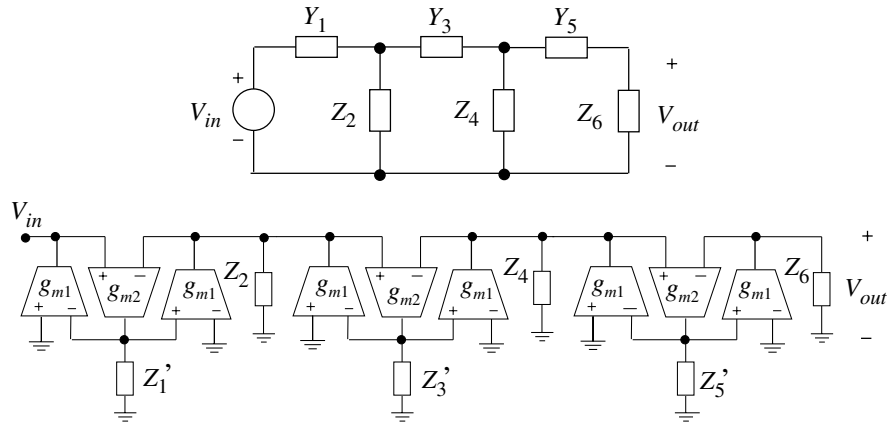 Y1 Y3 Y5
+ +
Vin Z2 Z4 Z6 Vout
− −
Vin +
+ − + − + −
gm1 gm2 gm1 Z2 gm1 gm2 gm1 Z4 gm1 gm2 gm1 Z6 Vout
+ − + − + − + − + − + − −
Z1' Z3' Z5'